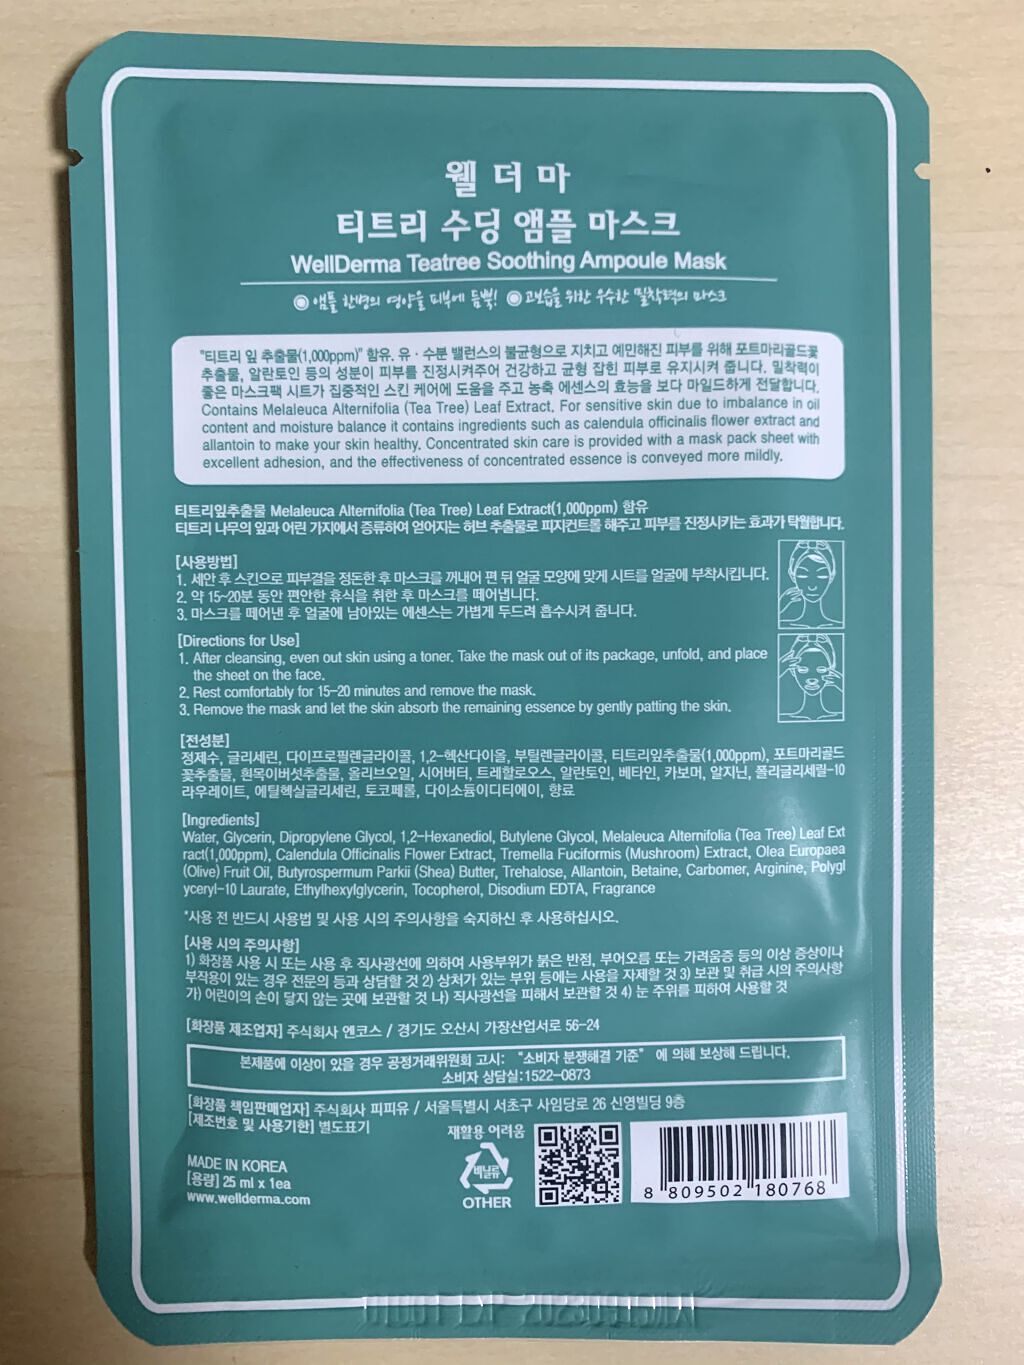 웰더마
티트리 수딩 앰플 마스크
WellDerma Teatree Soothing Ampoule Mask
앰플 한병의 영양을 피부에 듬뿍! 고보습을 위한 우수한 밀착력의 마스크
"티트리 잎 추출물(1,000ppm)" 함유. 유 · 수분 밸런스의 불균형으로 지치고 예민해진 피부를 위해 포트마리골드꽃
추출물, 알란토인 등의 성분이 피부를 진정시켜주어 건강하고 균형 잡힌 피부로 유지시켜 줍니다. 밀착력이
좋은 마스크팩 시트가 집중적인 스킨 케어에 도움을 주고 농축 에센스의 효능을 보다 마일드하게 전달합니다.
Contains Melaleuca Alternifolia (Tea Tree) Leaf Extract. For sensitive skin due to imbalance in oil
content and moisture balance it contains ingredients such as calendula officinalis flower extract and
allantoin to make your skin healthy. Concentrated skin care is provided with a mask pack sheet with
excellent adhesion, and the effectiveness of concentrated essence is conveyed more mildly.
티트리잎추출물 Melaleuca Alternifolia (Tea Tree) Leaf Extract(1,000ppm) 함유
티트리 나무의 잎과 어린 가지에서 증류하여 얻어지는 허브 추출물로 피지컨트롤 해주고 피부를 진정시키는 효과가 탁월합니다.
[사용방법]
1. 세안 후 스킨으로 피부결을 정돈한 후 마스크를 꺼내어 편 뒤 얼굴 모양에 맞게 시트를 얼굴에 부착시킵니다.
2. 약 15-20분 동안 편안한 휴식을 취한 후 마스크를 떼어냅니다.
3. 마스크를 떼어낸 후 얼굴에 남아있는 에센스는 가볍게 두드려 흡수시켜 줍니다.
[Directions for Use]
1. After cleansing, even out skin using a toner. Take the mask out of its package, unfold, and place
the sheet on the face.
2. Rest comfortably for 15-20 minutes and remove the mask.
3. Remove the mask and let the skin absorb the remaining essence by gently patting the skin.
[전성분]
정제수, 글리세린, 다이프로필렌글라이콜, 1,2-헥산다이올, 부틸렌글라이콜, 티트리잎추출물(1,000ppm), 포트마리골드
꽃추출물, 흰목이버섯추출물, 올리브오일, 시어버터, 트레할로오스, 알란토인, 베타인, 카보머, 알지닌, 폴리글리세릴-10
라우레이트, 에틸헥실글리세린, 토코페롤, 다이소듐이디티에이, 향료
[Ingredients]
Water, Glycerin, Dipropylene Glycol, 1,2-Hexanediol, Butylene Glycol, Melaleuca Alternifolia (Tea Tree) Leaf Ext
ract(1,000ppm), Calendula Officinalis Flower Extract, Tremella Fuciformis (Mushroom) Extract, Olea Europaea
(Olive) Fruit Oil, Butyrospermum Parkii (Shea) Butter, Trehalose, Allantoin, Betaine, Carbomer, Arginine, Polygl
yceryl-10 Laurate, Ethylhexylglycerin, Tocopherol, Disodium EDTA, Fragrance
*사용 전 반드시 사용법 및 사용 시의 주의사항을 숙지하신 후 사용하십시오.
[사용 시의 주의사항]
1) 화장품 사용 시 또는 사용 후 직사광선에 의하여 사용부위가 붉은 반점, 부어오름 또는 가려움증 등의 이상 증상이나
부작용이 있는 경우 전문의 등과 상담할 것 2) 상처가 있는 부위 등에는 사용을 자제할 것 3) 보관 및 취급 시의 주의사항
가) 어린이의 손이 닿지 않는 곳에 보관할 것 나) 직사광선을 피해서 보관할 것 4) 눈 주위를 피하여 사용할 것
[화장품 제조업자] 주식회사 엔코스 / 경기도 오산시 가장산업서로 56-24
본제품에 이상이 있을 경우 공정거래위원회 고시: "소비자 분쟁해결 기준" 에 의해 보상해 드립니다.
소비자 상담실:1522-0873
[화장품 책임판매업자] 주식회사 피피유 / 서울특별시 서초구 사임당로 26 신영빌딩 9층
[제조번호 및 사용기한] 별도표기
재활용 어려움
비닐류
OTHER
MADE IN KOREA
[용량] 25 ml x 1ea
www.wellderma.com
8 809502 180768